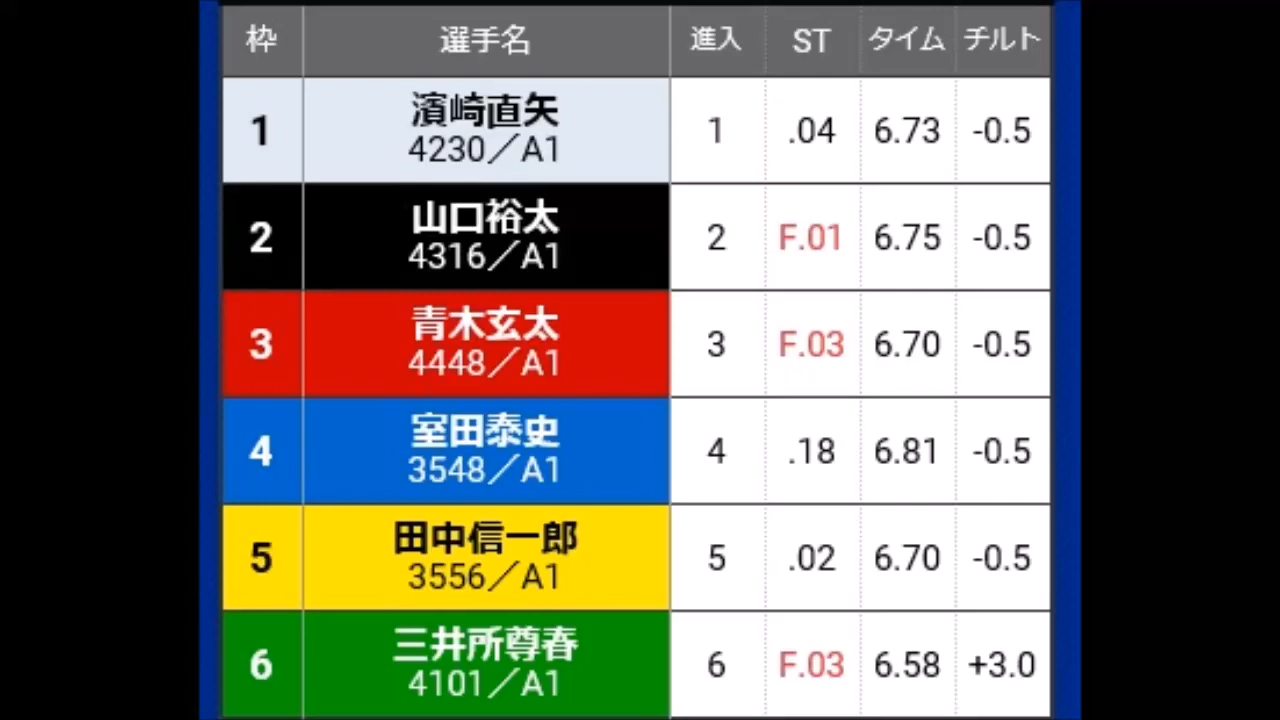 枠 選手名 進入 ST タイム チルト
1 濱崎直矢 1 .04 6.73 -0.5
4230／A1
2 山口裕太 2 F.01 6.75 -0.5
4316／A1
3 青木玄太 3 F.03 6.70 -0.5
4448／A1
4 室田泰史 4 .18 6.81 -0.5
3548／A1
5 田中信一郎 5 .02 6.70 -0.5
3556／A1
6 三井所尊春 6 F.03 6.58 +3.0
4101／A1